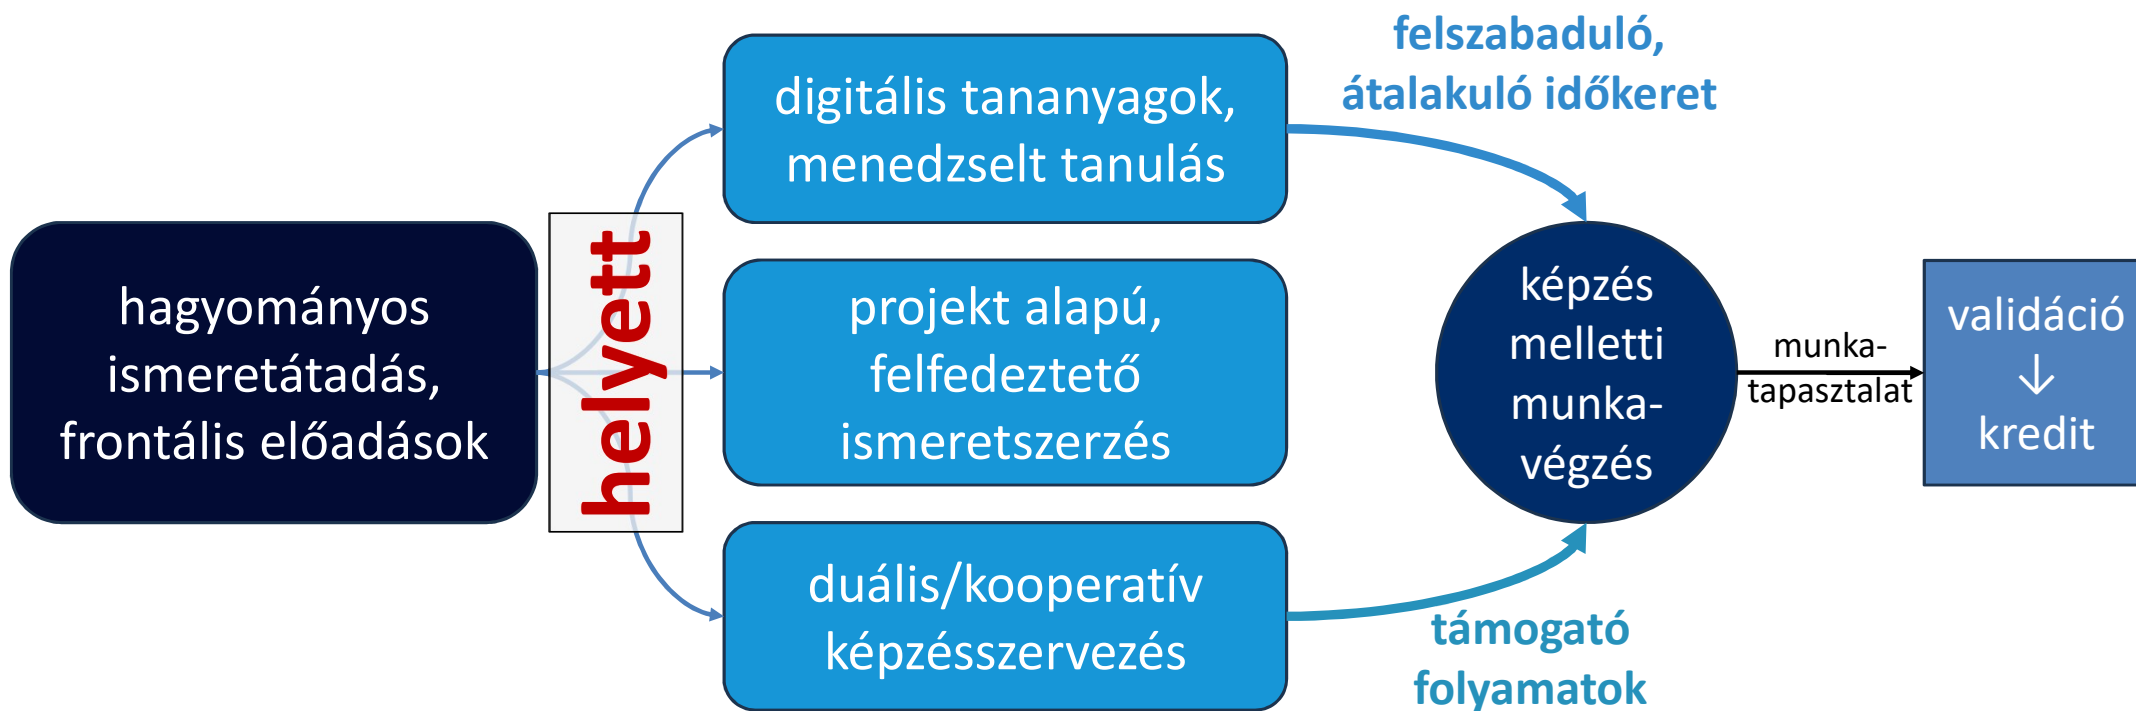 hagyományos
ismeretátadás,
frontális előadások
helyett
digitális tananyagok,
menedzselt tanulás
projekt alapú,
felfedeztető
ismeretszerzés
duális/kooperatív
képzésszervezés
felszabaduló,
átalakuló időkeret
támogató
folyamatok
képzés
melletti
munka-
végzés
munka-
tapasztalat
validáció
↓
kredit